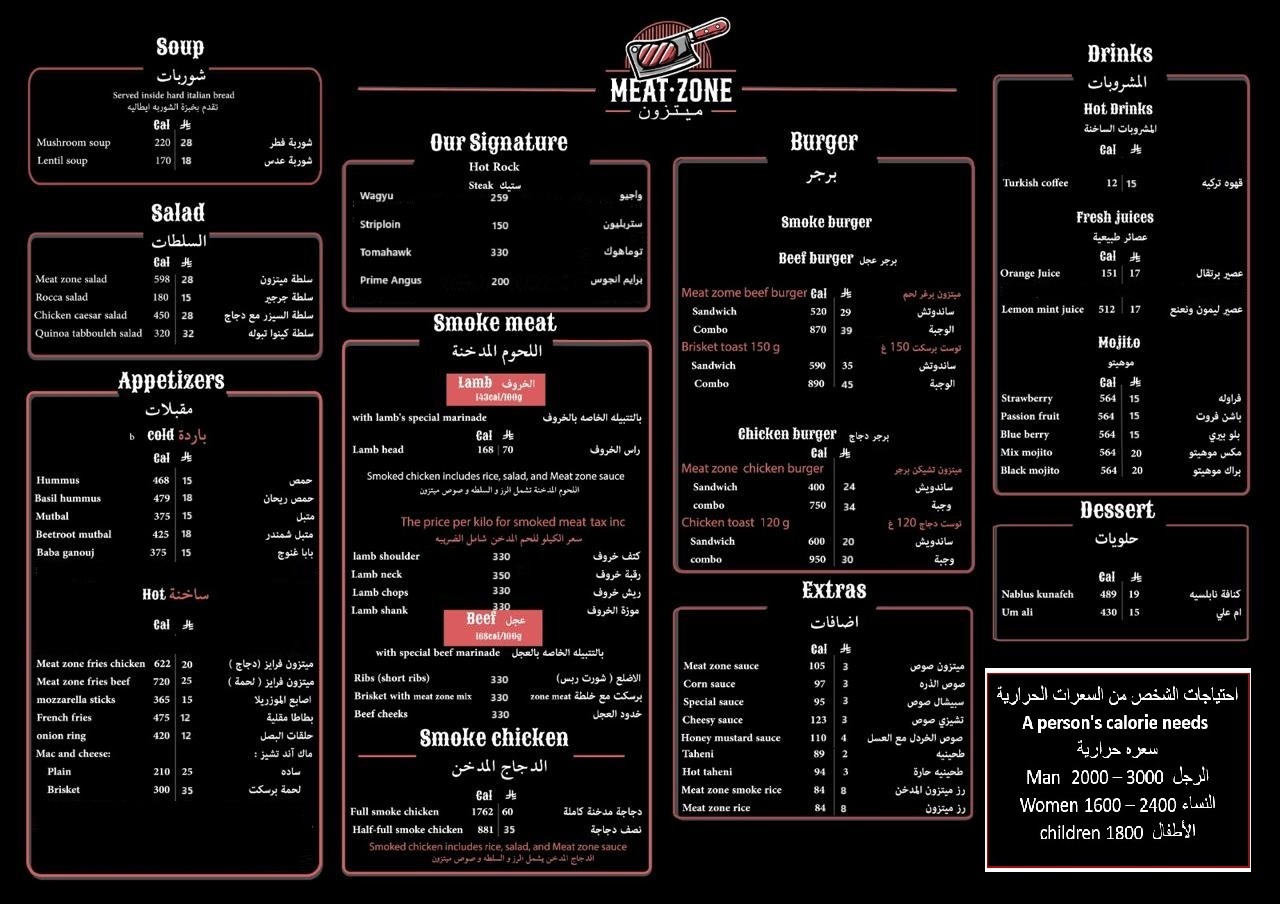 MEAT·ZONE
ميتزون
Soup
شوربات
Served inside hard italian bread
تقدم بخبزة الشوربه ايطاليه
Cal
Mushroom soup 220 28 شوربة فطر
Lentil soup 170 18 شوربة عدس
Salad
السلطات
Cal
Meat zone salad 598 28 سلطة ميتزون
Rocca salad 180 15 سلطة جرجير
Chicken caesar salad 450 28 سلطة السيزر مع دجاج
Quinoa tabbouleh salad 320 32 سلطة كينوا تبوله
Appetizers
مقبلات
b cold باردة
Cal
Hummus 468 15 حمص
Basil hummus 479 18 حمص ريحان
Mutbal 375 15 متبل
Beetroot mutbal 425 18 متبل شمندر
Baba ganouj 375 15 بابا غنوج
Hot ساخنة
Cal
Meat zone fries chicken 622 20 ميتزون فرايز (دجاج )
Meat zone fries beef 720 25 ميتزون فرايز ( لحمة )
mozzarella sticks 365 15 اصابع الموزريلا
French fries 475 12 بطاطا مقلية
onion ring 420 12 حلقات البصل
Mac and cheese: ماك آند تشيز :
Plain 210 25 ساده
Brisket 300 35 لحمة برسكت
Our Signature
Hot Rock
Steak ستيك
Wagyu 259 واجيو
Striploin 150 ستربليون
Tomahawk 330 توماهوك
Prime Angus 200 برايم انجوس
Smoke meat
اللحوم المدخنة
Lamb الخروف
143cal/100g
with lamb's special marinade بالتتبيله الخاصه بالخروف
Cal
Lamb head 168 70 راس الخروف
Smoked chicken includes rice, salad, and Meat zone sauce
اللحوم المدخنة تشمل الرز و السلطه و صوص ميتزون
The price per kilo for smoked meat tax inc
سعر الكيلو للحم المدخن شامل الضريبه
lamb shoulder 330 كتف خروف
Lamb neck 350 رقبة خروف
Lamb chops 330 ريش خروف
Lamb shank 330 موزة الخروف
Beef عجل
168cal/100g
with special beef marinade بالتتبيله الخاصه بالعجل
Ribs (short ribs) 330 الاضلع ( شورت ربس)
Brisket with meat zone mix 330 برسكت مع خلطة zone meat
Beef cheeks 330 خدود العجل
Smoke chicken
الدجاج المدخن
Cal
Full smoke chicken 1762 60 دجاجة مدخنة كاملة
Half-full smoke chicken 881 35 نصف دجاجة
Smoked chicken includes rice, salad, and Meat zone sauce
الدجاج المدخن يشمل الرز و السلطه و صوص ميتزون
Burger
برجر
Smoke burger
Beef burger برجر عجل
Meat zome beef burger Cal ميتزون برغر لحم
Sandwich 520 29 ساندوتش
Combo 870 39 الوجبة
Brisket toast 150 g توست برسكت 150 غ
Sandwich 590 35 ساندوتش
Combo 890 45 الوجبة
Chicken burger برجر دجاج
Cal
Meat zone chicken burger ميتزون تشيكن برجر
Sandwich 400 24 ساندويش
combo 750 34 وجبة
Chicken toast 120 g توست دجاج 120 غ
Sandwich 600 20 ساندويش
combo 950 30 وجبة
Extras
اضافات
Cal
Meat zone sauce 105 3 ميتزون صوص
Corn sauce 97 3 صوص الذره
Special sauce 95 3 سبيشال صوص
Cheesy sauce 123 3 تشيزي صوص
Honey mustard sauce 110 4 صوص الخردل مع العسل
Taheni 89 2 طحينيه
Hot taheni 94 3 طحينيه حارة
Meat zone smoke rice 84 8 رز ميتزون المدخن
Meat zone rice 84 8 رز ميتزون
Drinks
المشروبات
Hot Drinks
المشروبات الساخنة
Cal
Turkish coffee 12 15 قهوه تركيه
Fresh juices
عصائر طبيعية
Cal
Orange Juice 151 17 عصير برتقال
Lemon mint juice 512 17 عصير ليمون ونعنع
Mojito
موهيتو
Cal
Strawberry 564 15 فراوله
Passion fruit 564 15 باشن فروت
Blue berry 564 15 بلو بيري
Mix mojito 564 20 مكس موهيتو
Black mojito 564 20 براك موهيتو
Dessert
حلويات
Cal
Nablus kunafeh 489 19 كنافة نابلسيه
Um ali 430 15 ام علي
احتياجات الشخص من السعرات الحرارية
A person's calorie needs
سعره حرارية
Man 2000 – 3000 الرجل
Women 1600 – 2400 النساء
children 1800 الأطفال